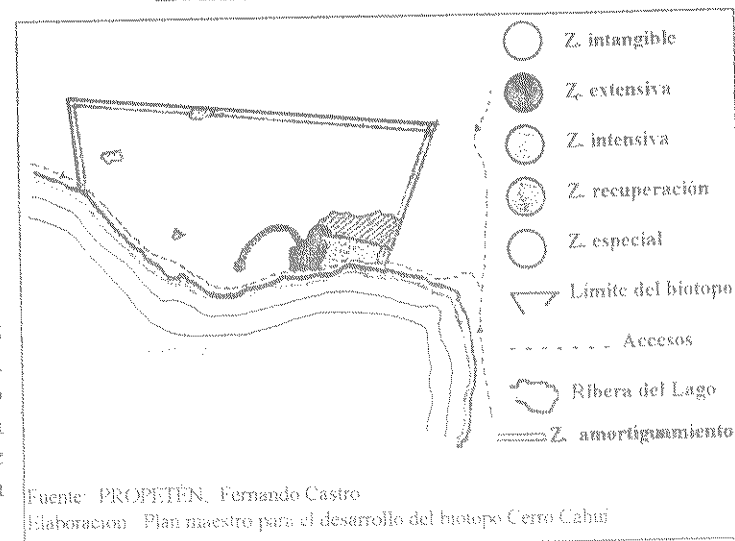 Z. intangible
Z. extensiva
Z. intensiva
Z. recuperación
Z. especial
Límite del biotopo
Accesos
Ribera del Lago
Z. amortiguamiento
Fuente: PROPETEN, Fernando Castro
Elaboracion Plan maestro para el desarrollo del biotopo Cerro Cahuí